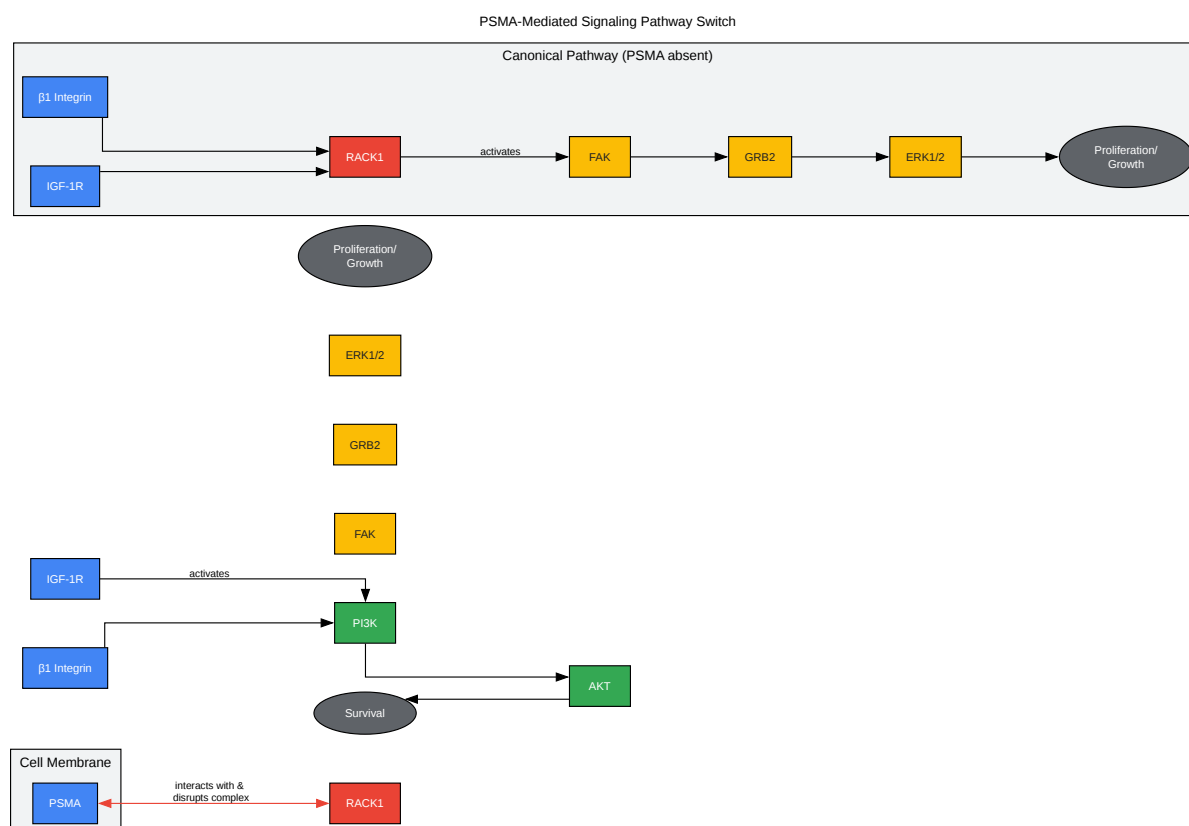 PSMA-Mediated Signaling Pathway Switch
Canonical Pathway (PSMA absent)
β1 Integrin
IGF-1R
RACK1
activates
FAK
GRB2
ERK1/2
Proliferation/
Growth
Proliferation/
Growth
ERK1/2
GRB2
FAK
IGF-1R
activates
PI3K
β1 Integrin
AKT
Survival
Cell Membrane
PSMA
interacts with &
disrupts complex
RACK1